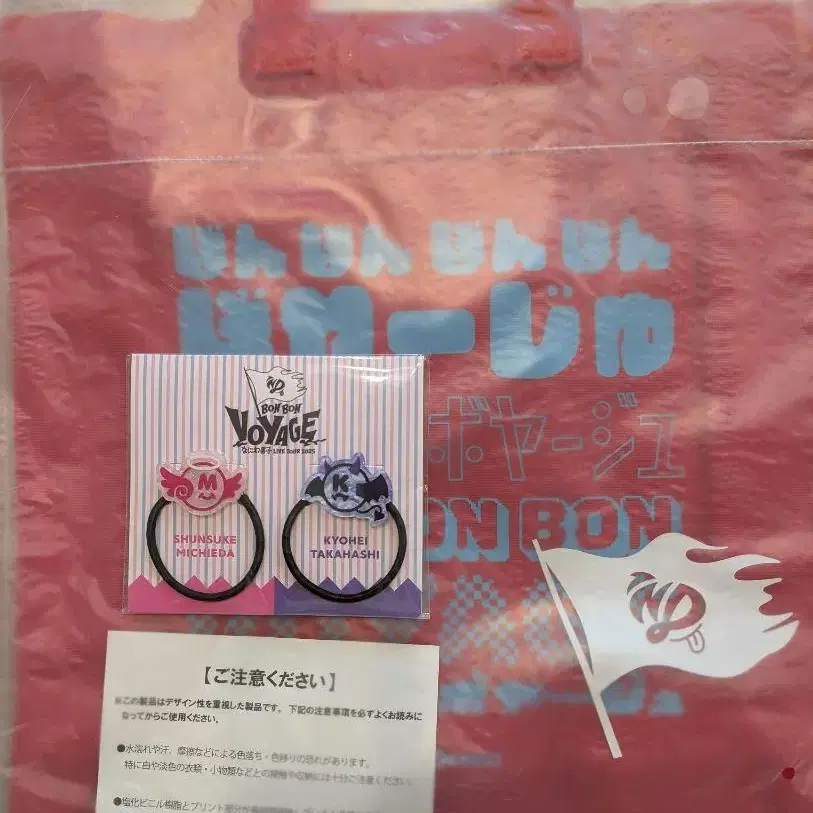 ぼん ぼん ぼん ぼん
ぼやーじゅ
ボヤージュ
BON BON
ND
BON BON
VOYAGE
なにわ男子 LIVE TOUR 2025
M
K
SHUNSUKE
MICHIEDA
KYOHEI
TAKAHASHI
ND
【ご注意ください】
※この製品はデザイン性を重視した製品です。下記の注意事項を必ずよくお読みに
なってからご使用ください。
●水濡れや汗、摩擦などによる色落ち・色移りの恐れがあります。
特に白や淡色の衣類・小物類などとの接触や収納には十分ご注意ください。
●塩化ビニル樹脂とプリント部分が